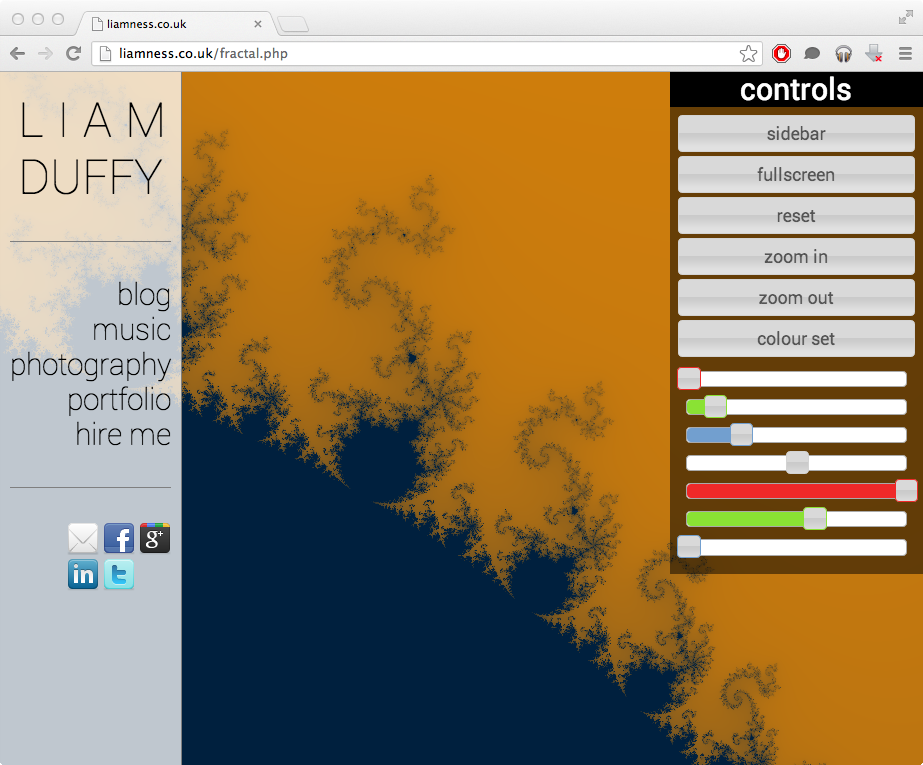 liamness.co.uk
liamness.co.uk/fractal.php
L I A M
DUFFY
blog
music
photography
portfolio
hire me
f
g+
in
t
controls
sidebar
fullscreen
reset
zoom in
zoom out
colour set